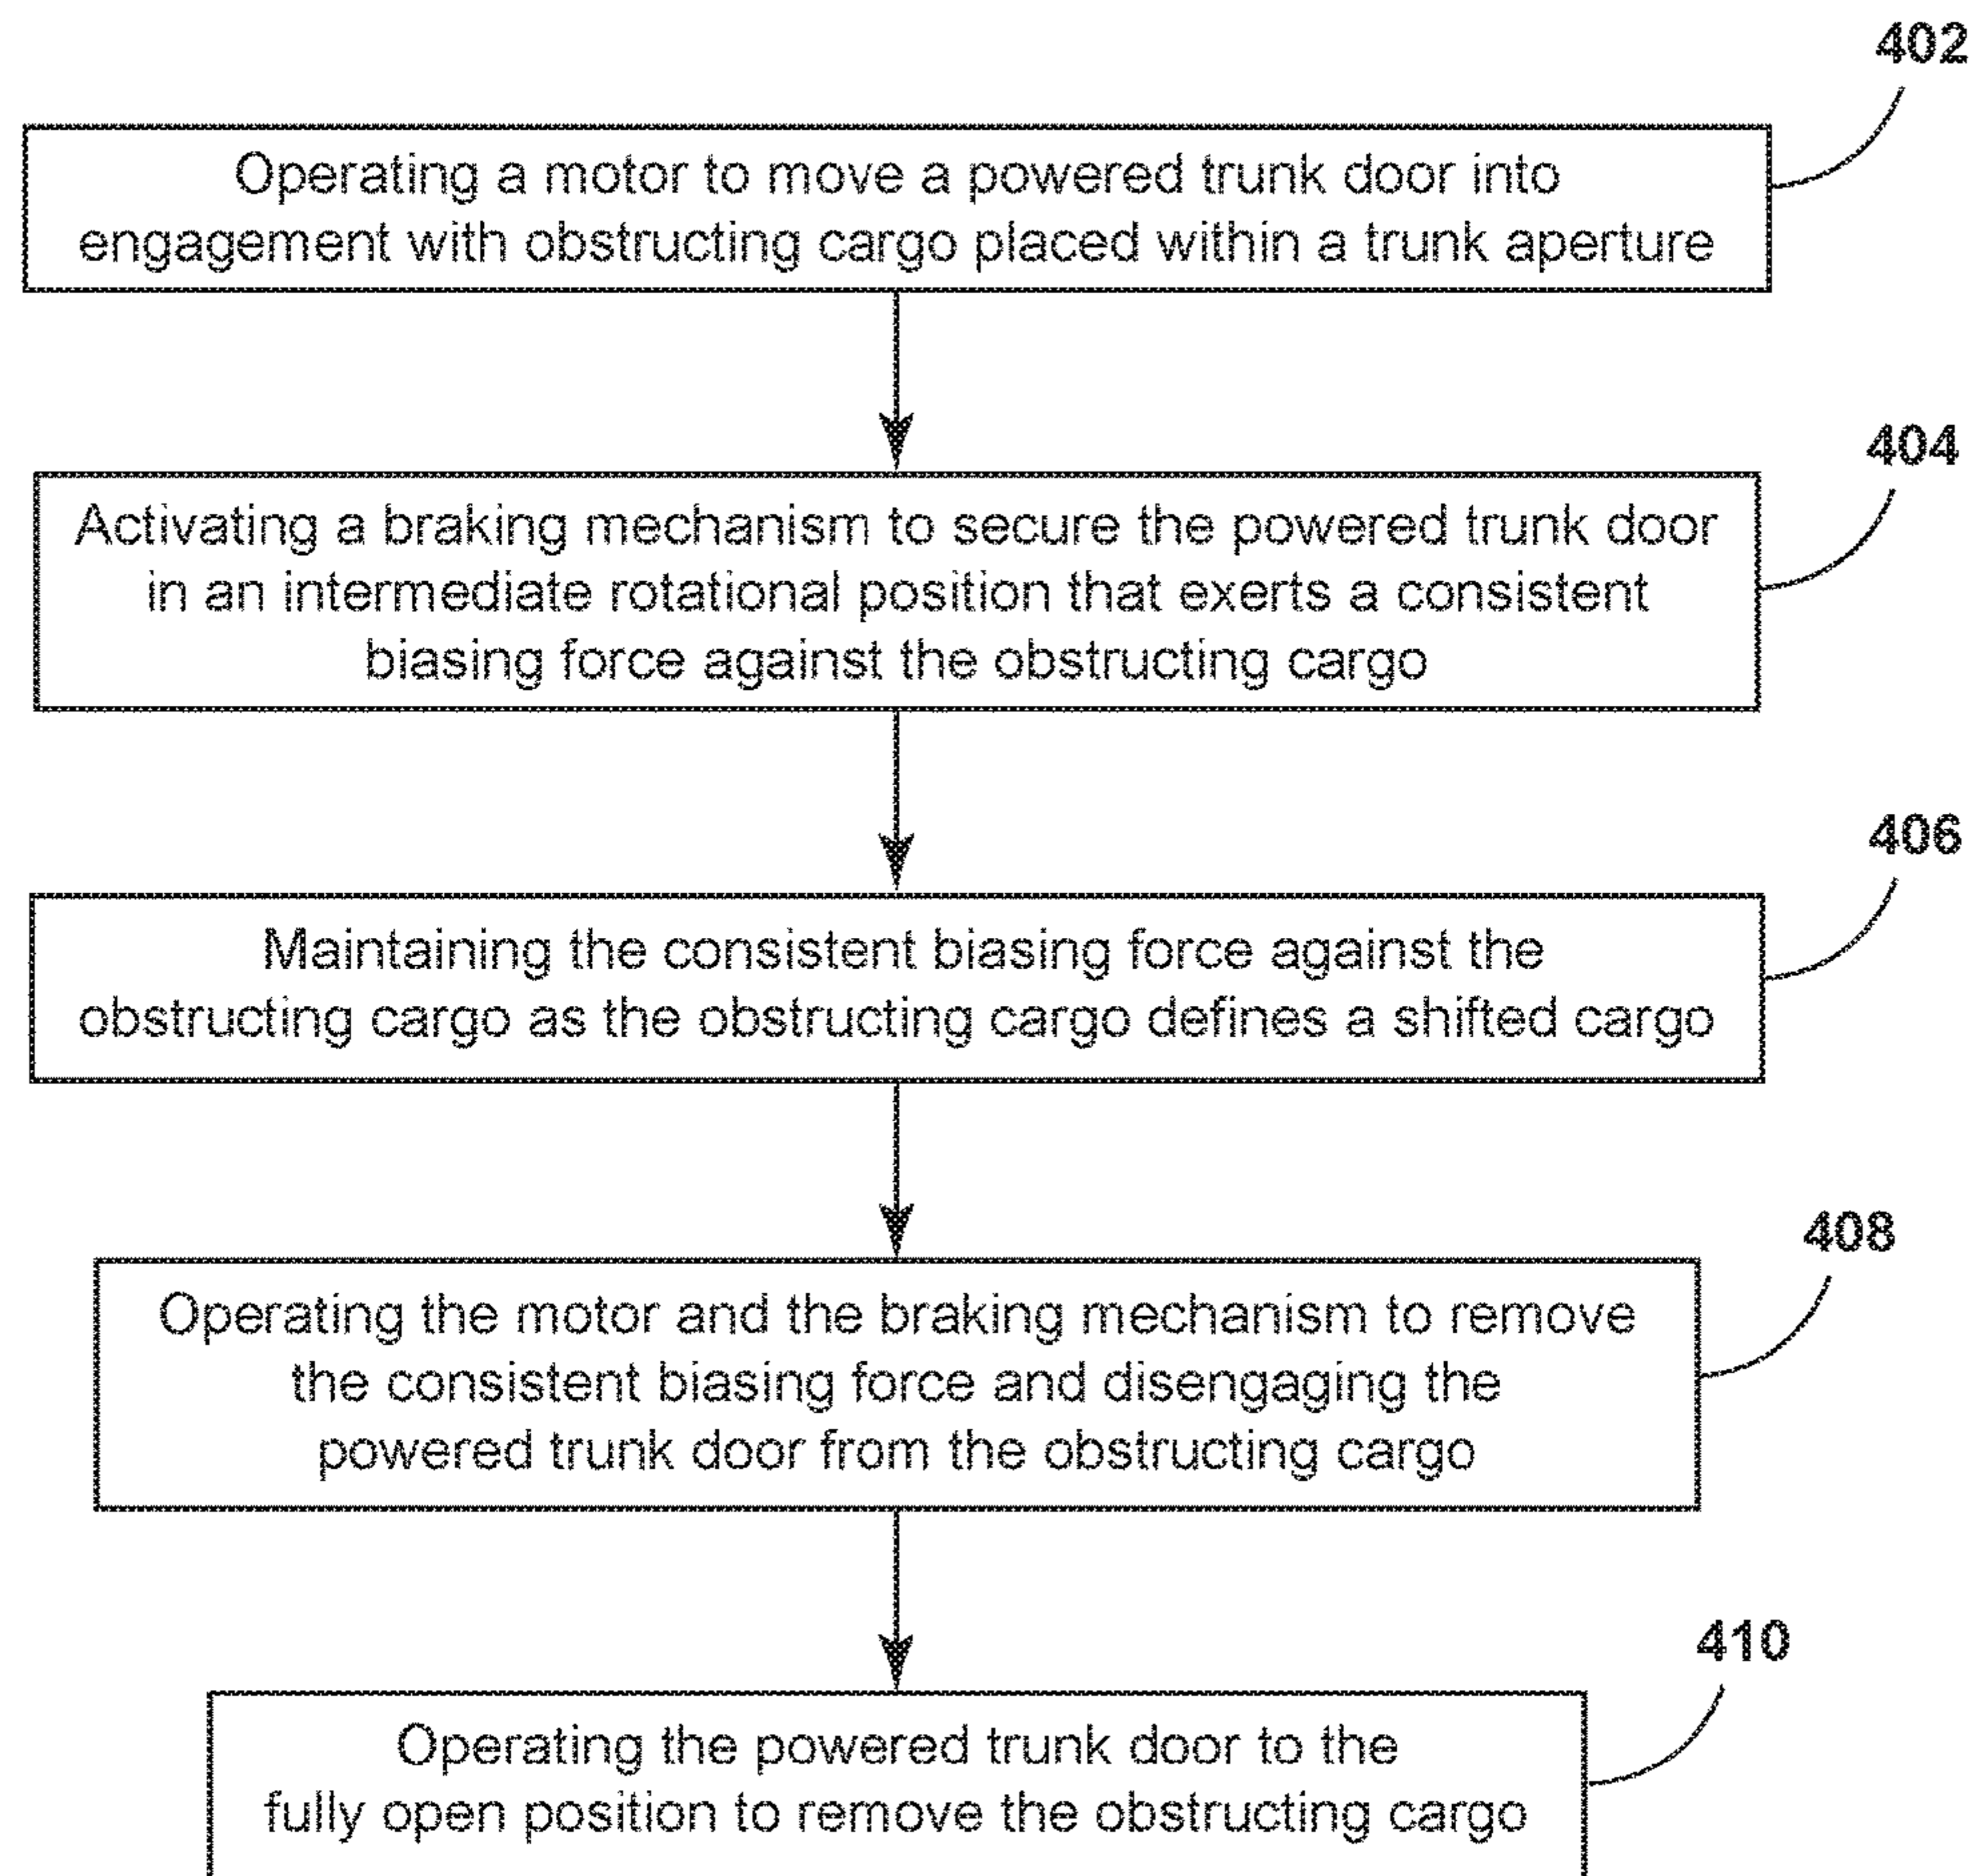 402
Operating a motor to move a powered trunk door into
engagement with obstructing cargo placed within a trunk aperture
404
Activating a braking mechanism to secure the powered trunk door
in an intermediate rotational position that exerts a consistent
biasing force against the obstructing cargo
406
Maintaining the consistent biasing force against the
obstructing cargo as the obstructing cargo defines a shifted cargo
408
Operating the motor and the braking mechanism to remove
the consistent biasing force and disengaging the
powered trunk door from the obstructing cargo
410
Operating the powered trunk door to the
fully open position to remove the obstructing cargo